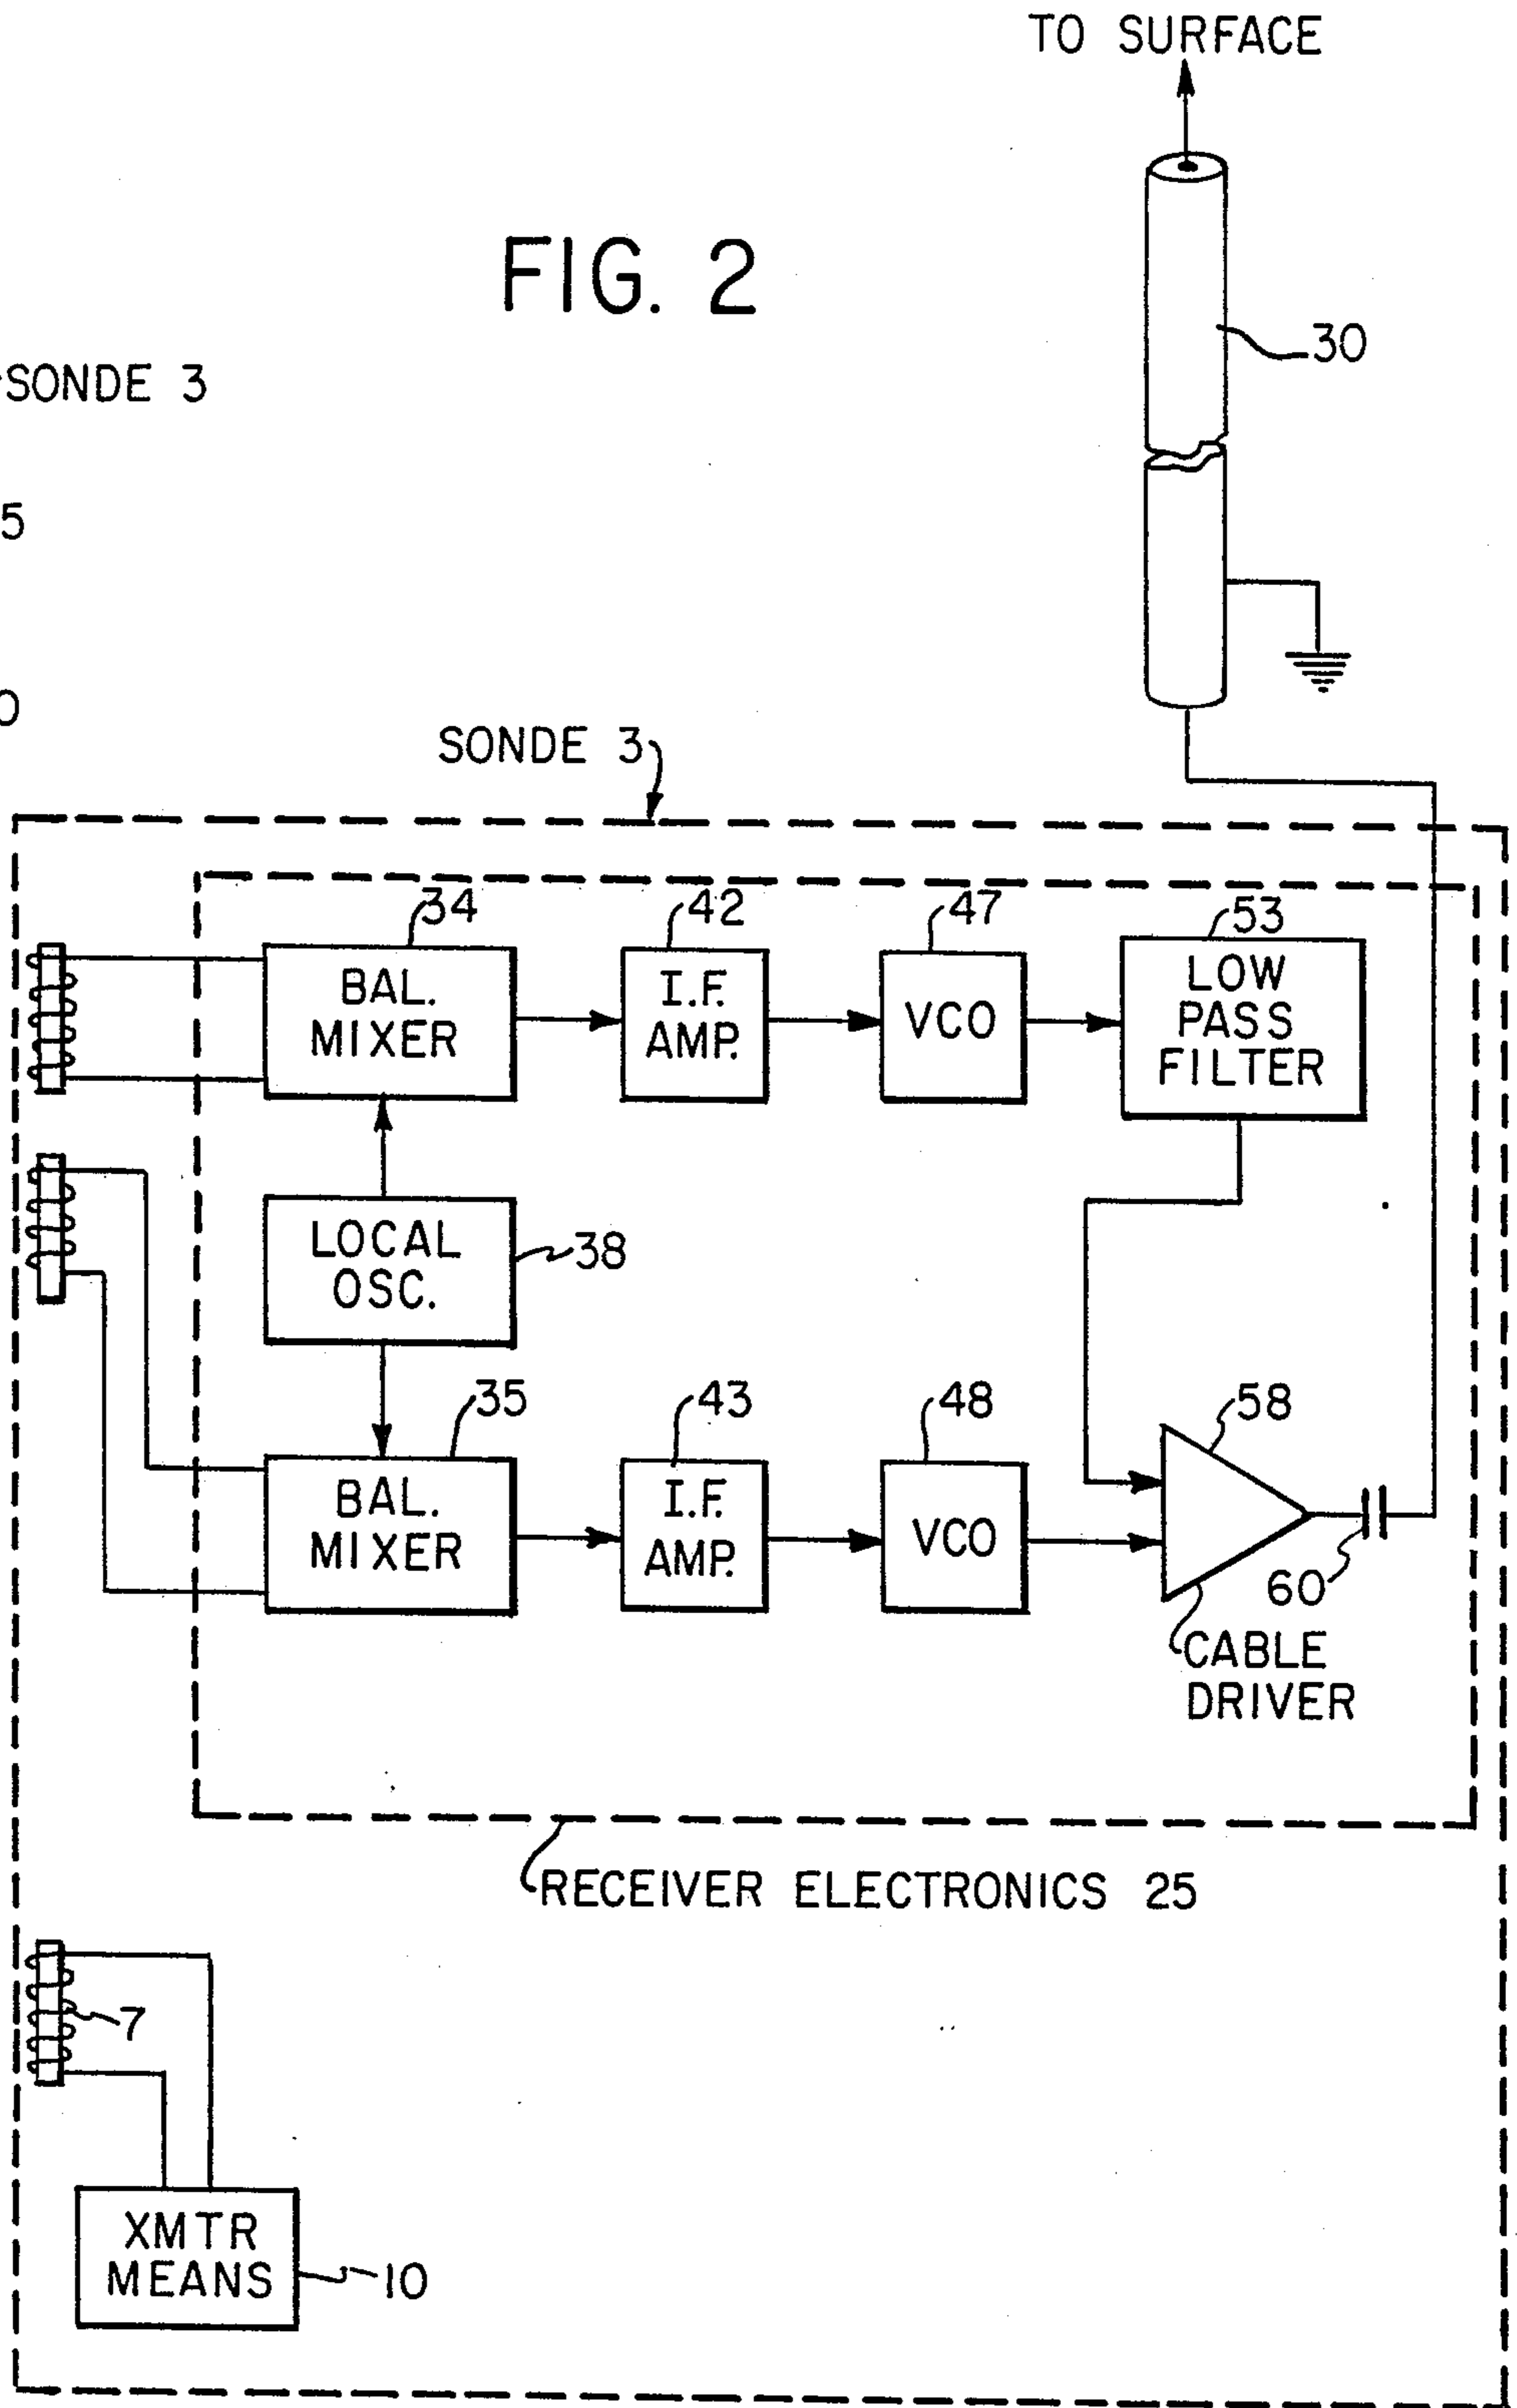 TO SURFACE
FIG. 2
30
SONDE 3
5
0
SONDE 3
34
42
47
53
BAL.
MIXER
I.F.
AMP.
VCO
LOW
PASS
FILTER
LOCAL
OSC.
38
35
43
48
58
BAL.
MIXER
I.F.
AMP.
VCO
60
CABLE
DRIVER
RECEIVER ELECTRONICS 25
7
XMTR
MEANS
10